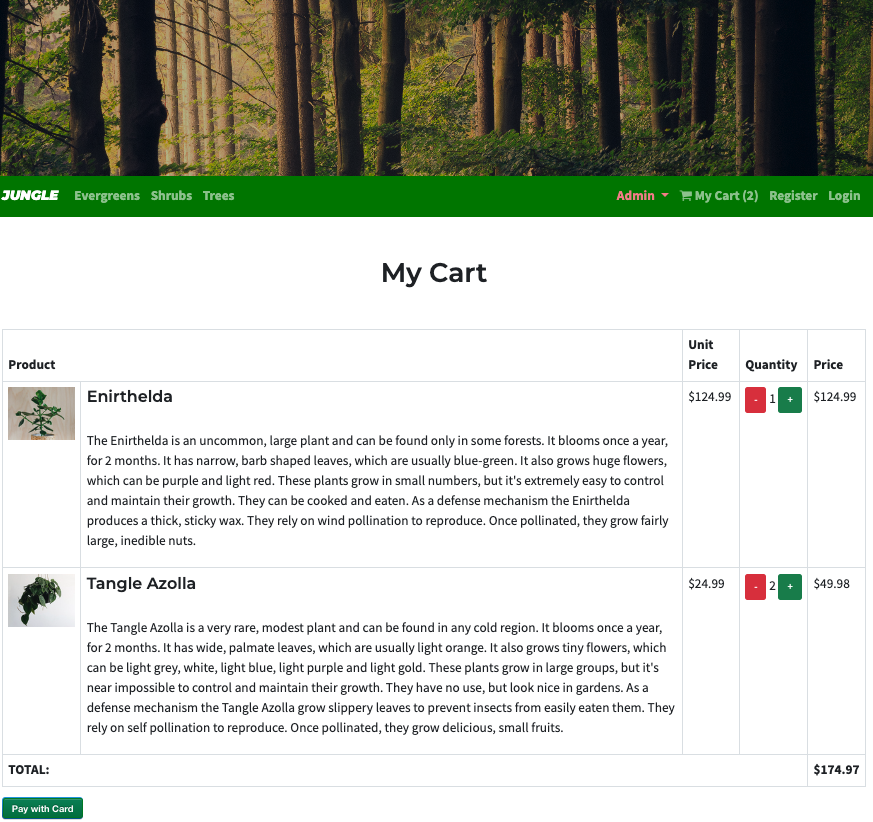 JUNGLE Evergreens Shrubs Trees Admin My Cart (2) Register Login
My Cart
Product Unit Price Quantity Price
Enirthelda $124.99 - 1 + $124.99
The Enirthelda is an uncommon, large plant and can be found only in some forests. It blooms once a year,
for 2 months. It has narrow, barb shaped leaves, which are usually blue-green. It also grows huge flowers,
which can be purple and light red. These plants grow in small numbers, but it's extremely easy to control
and maintain their growth. They can be cooked and eaten. As a defense mechanism the Enirthelda
produces a thick, sticky wax. They rely on wind pollination to reproduce. Once pollinated, they grow fairly
large, inedible nuts.
Tangle Azolla $24.99 - 2 + $49.98
The Tangle Azolla is a very rare, modest plant and can be found in any cold region. It blooms once a year,
for 2 months. It has wide, palmate leaves, which are usually light orange. It also grows tiny flowers, which
can be light grey, white, light blue, light purple and light gold. These plants grow in large groups, but it's
near impossible to control and maintain their growth. They have no use, but look nice in gardens. As a
defense mechanism the Tangle Azolla grow slippery leaves to prevent insects from easily eaten them. They
rely on self pollination to reproduce. Once pollinated, they grow delicious, small fruits.
TOTAL: $174.97
Pay with Card